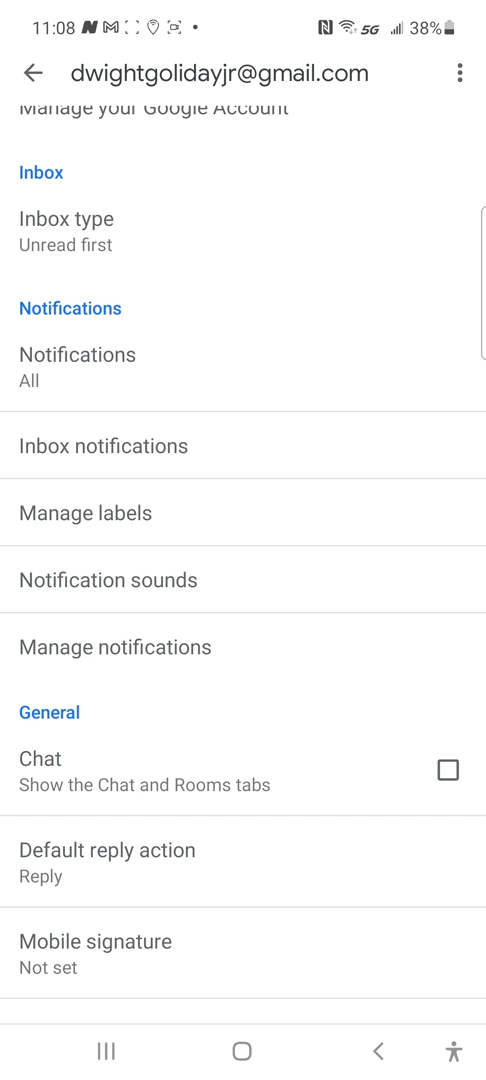 11:08 5G 38%
dwightgolidayjr@gmail.com
Manage your Google Account
Inbox
Inbox type
Unread first
Notifications
Notifications
All
Inbox notifications
Manage labels
Notification sounds
Manage notifications
General
Chat
Show the Chat and Rooms tabs
Default reply action
Reply
Mobile signature
Not set